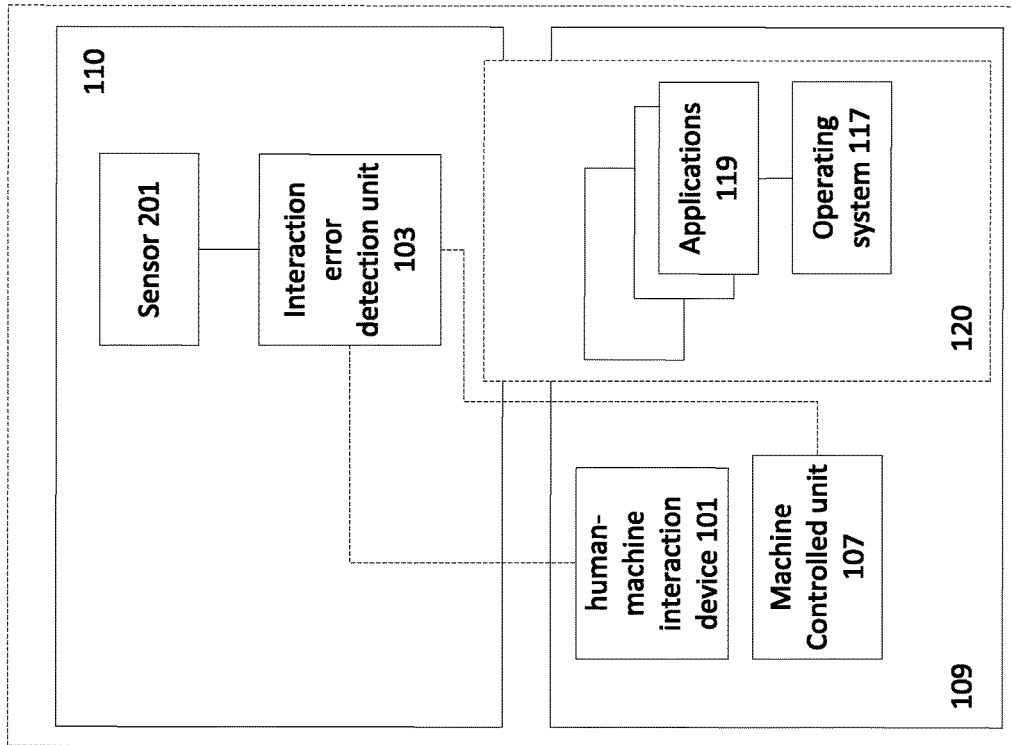 110
Sensor 201
Interaction
error
detection unit
103
human-
machine
interaction
device 101
Machine
Controlled unit
107
109
Applications
119
Operating
system 117
120